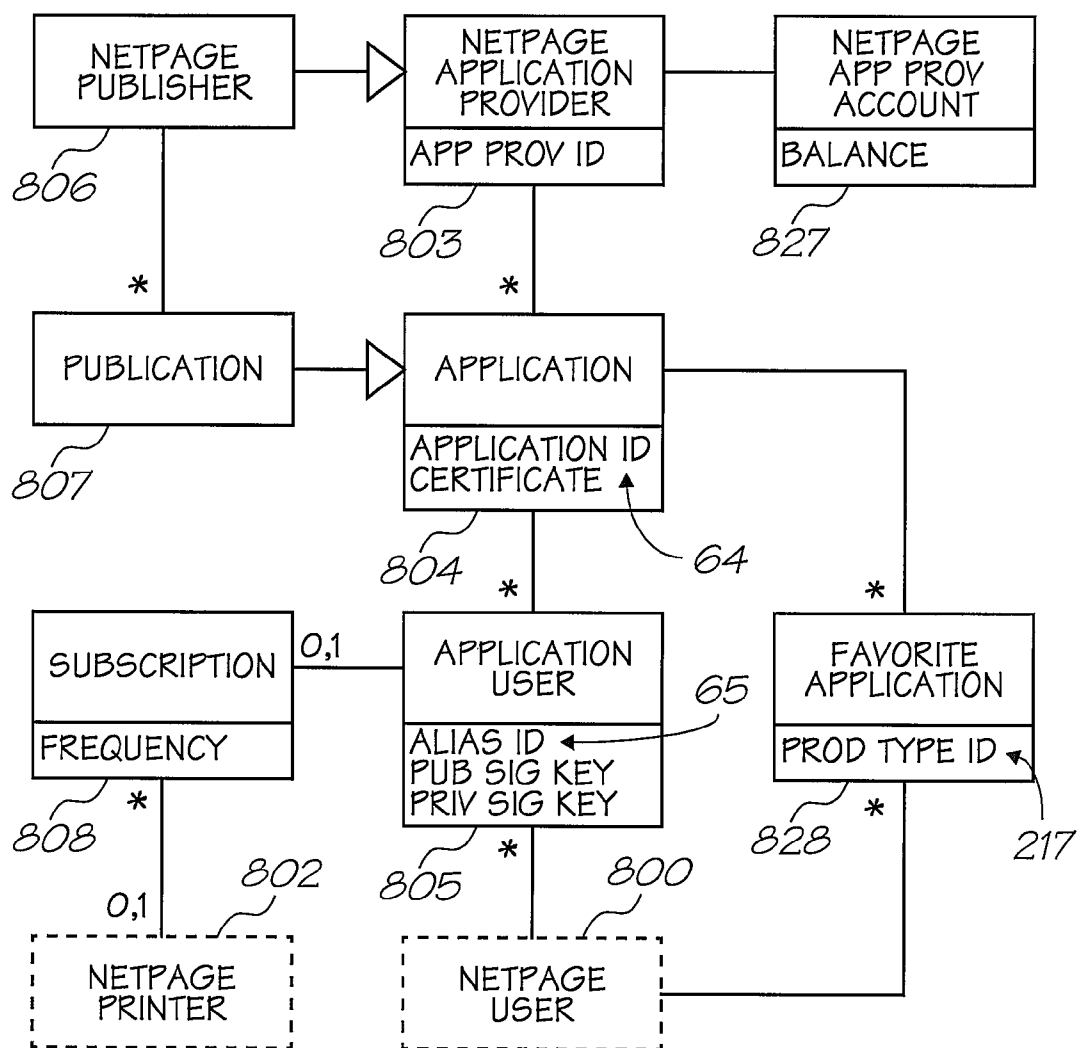 NETPAGE
PUBLISHER
NETPAGE
APPLICATION
PROVIDER
APP PROV ID
NETPAGE
APP PROV
ACCOUNT
BALANCE
806
803
827
*
*
PUBLICATION
APPLICATION
APPLICATION ID
CERTIFICATE
807
804
64
*
*
SUBSCRIPTION
FREQUENCY
0,1
APPLICATION
USER
65
ALIAS ID
PUB SIG KEY
PRIV SIG KEY
FAVORITE
APPLICATION
PROD TYPE ID
*
808
802
*
805
800
*
828
217
0,1
NETPAGE
PRINTER
NETPAGE
USER